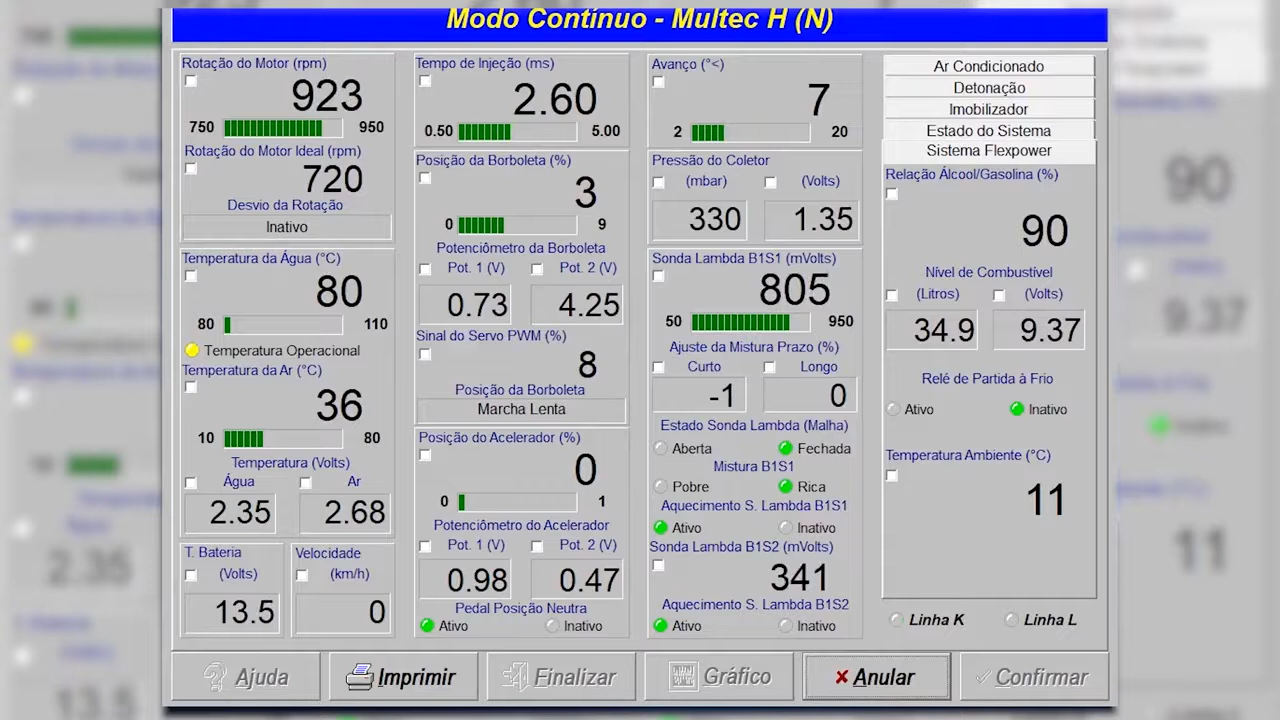 Modo Contínuo - Multec H (N)
Rotação do Motor (rpm)
923
750 950
Rotação do Motor Ideal (rpm)
720
Desvio da Rotação
Inativo
Temperatura da Água (°C)
80
80 110
Temperatura Operacional
Temperatura da Ar (°C)
36
10 80
Temperatura (Volts)
Água Ar
2.35 2.68
T. Bateria
(Volts)
13.5
Velocidade
(km/h)
0
Tempo de Injeção (ms)
2.60
0.50 5.00
Posição da Borboleta (%)
3
0 9
Potenciômetro da Borboleta
Pot. 1 (V) Pot. 2 (V)
0.73 4.25
Sinal do Servo PWM (%)
8
Posição da Borboleta
Marcha Lenta
Posição do Acelerador (%)
0
0 1
Potenciômetro do Acelerador
Pot. 1 (V) Pot. 2 (V)
0.98 0.47
Pedal Posição Neutra
Ativo Inativo
Avanço (°<)
7
2 20
Pressão do Coletor
(mbar) (Volts)
330 1.35
Sonda Lambda B1S1 (mVolts)
805
50 950
Ajuste da Mistura Prazo (%)
Curto Longo
-1 0
Estado Sonda Lambda (Malha)
Aberta Fechada
Mistura B1S1
Pobre Rica
Aquecimento S. Lambda B1S1
Ativo Inativo
Sonda Lambda B1S2 (mVolts)
341
Aquecimento S. Lambda B1S2
Ativo Inativo
Ar Condicionado
Detonação
Imobilizador
Estado do Sistema
Sistema Flexpower
Relação Álcool/Gasolina (%)
90
Nível de Combustível
(Litros) (Volts)
34.9 9.37
Relé de Partida à Frio
Ativo Inativo
Temperatura Ambiente (°C)
11
Linha K Linha L
Ajuda Imprimir Finalizar Gráfico Anular Confirmar